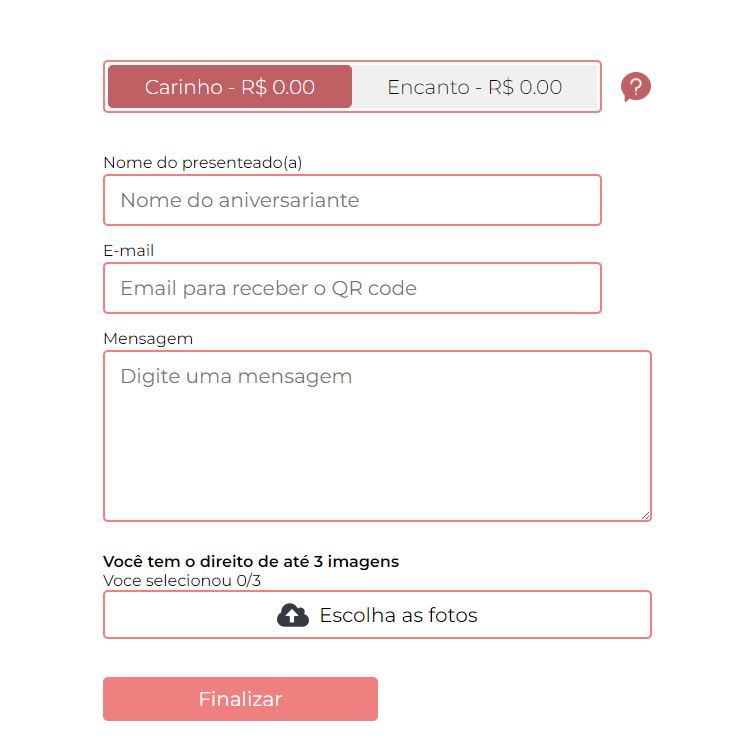 Carinho - R$ 0.00 Encanto - R$ 0.00 ?
Nome do presenteado(a)
Nome do aniversariante
E-mail
Email para receber o QR code
Mensagem
Digite uma mensagem
Você tem o direito de até 3 imagens
Voce selecionou 0/3
Escolha as fotos
Finalizar